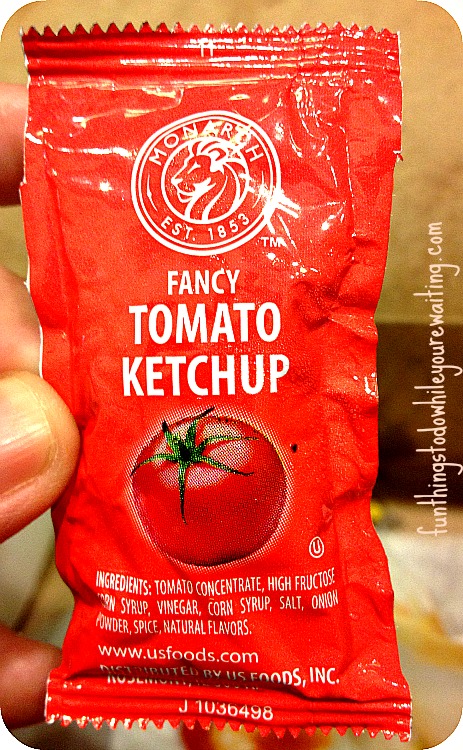 MONARCH
EST. 1853
TM
FANCY
TOMATO
KETCHUP
U
INGREDIENTS: TOMATO CONCENTRATE, HIGH FRUCTOSE
CORN SYRUP, VINEGAR, CORN SYRUP, SALT, ONION
POWDER, SPICE, NATURAL FLAVORS.
www.usfoods.com
DISTRIBUTED BY US FOODS, INC.
ROSEMONT,
J 1036498
funthingstodowhileyourewaiting.com